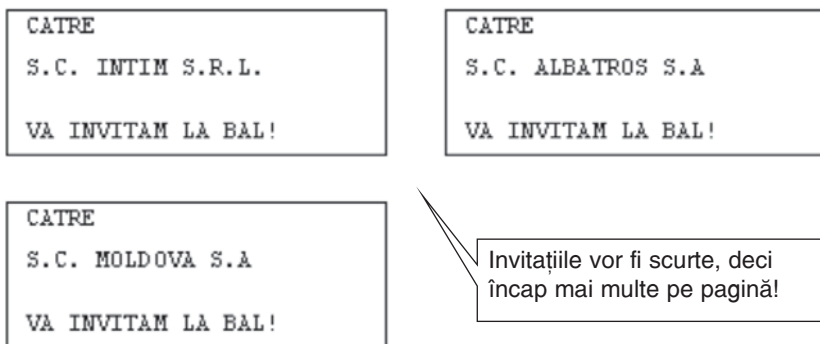 CATRE
S.C. INTIM S.R.L.
VA INVITAM LA BAL!
CATRE
S.C. ALBATROS S.A
VA INVITAM LA BAL!
CATRE
S.C. MOLDOVA S.A
VA INVITAM LA BAL!
Invitațiile vor fi scurte, deci
încap mai multe pe pagină!